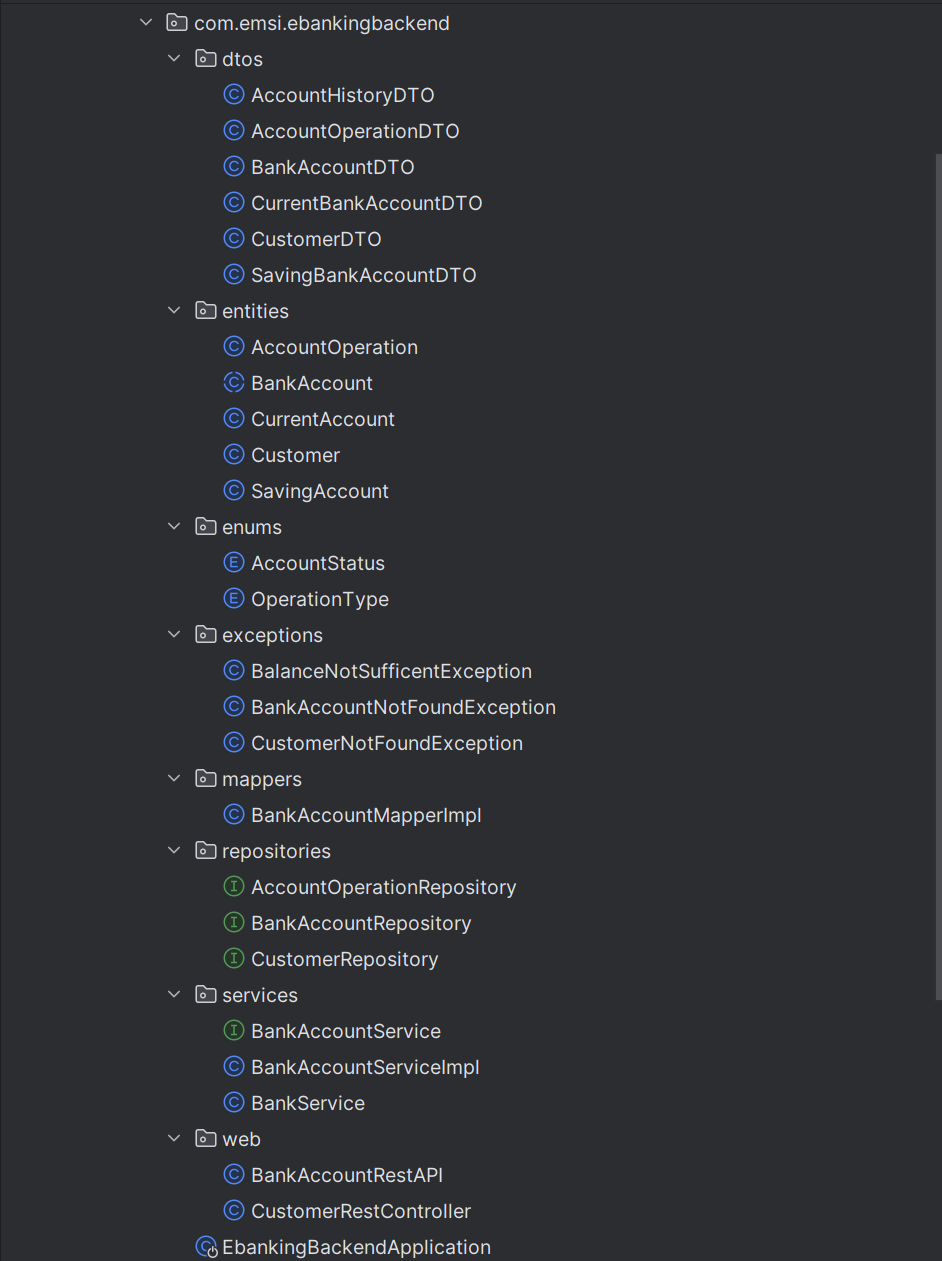 com.emsi.ebankingbackend
dtos
AccountHistoryDTO
AccountOperationDTO
BankAccountDTO
CurrentBankAccountDTO
CustomerDTO
SavingBankAccountDTO
entities
AccountOperation
BankAccount
CurrentAccount
Customer
SavingAccount
enums
AccountStatus
OperationType
exceptions
BalanceNotSufficentException
BankAccountNotFoundException
CustomerNotFoundException
mappers
BankAccountMapperImpl
repositories
AccountOperationRepository
BankAccountRepository
CustomerRepository
services
BankAccountService
BankAccountServiceImpl
BankService
web
BankAccountRestAPI
CustomerRestController
EbankingBackendApplication